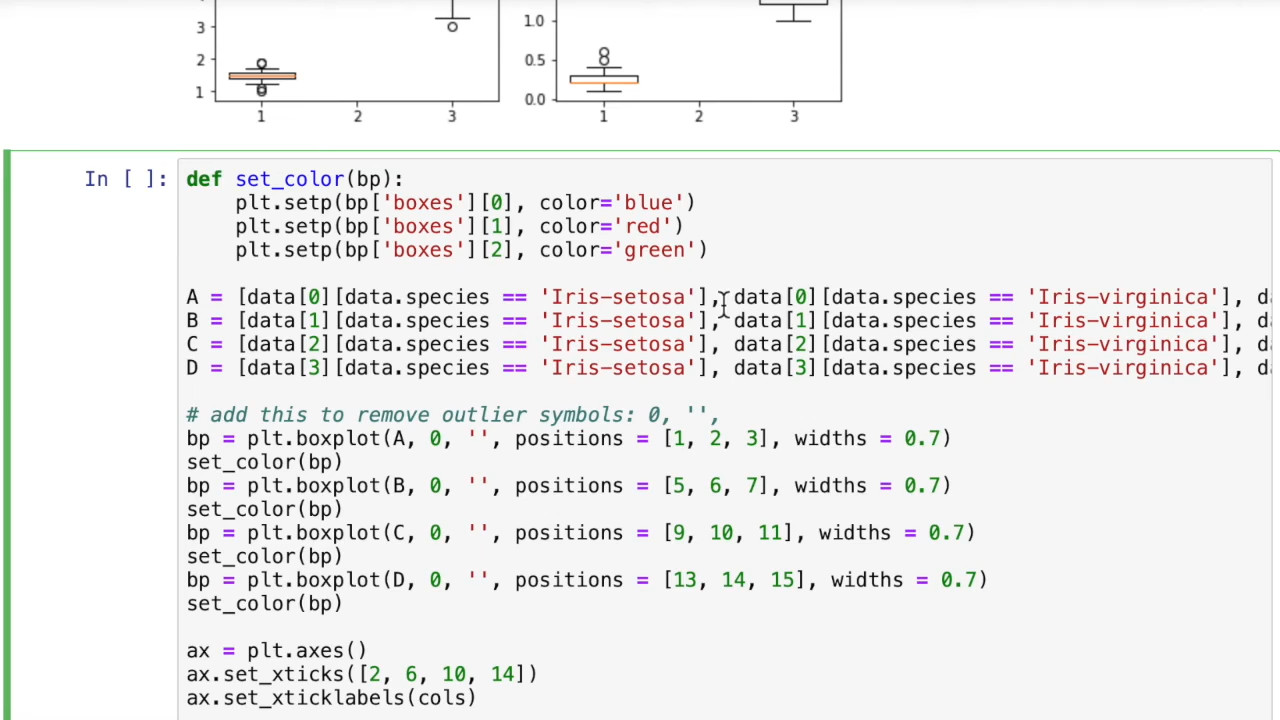 3
2
1
1 2 3
1.0
0.5
0.0
1 2 3
In [ ]:
def set_color(bp):
    plt.setp(bp['boxes'][0], color='blue')
    plt.setp(bp['boxes'][1], color='red')
    plt.setp(bp['boxes'][2], color='green')
A = [data[0][data.species == 'Iris-setosa'], data[0][data.species == 'Iris-virginica'], d
B = [data[1][data.species == 'Iris-setosa'], data[1][data.species == 'Iris-virginica'], d
C = [data[2][data.species == 'Iris-setosa'], data[2][data.species == 'Iris-virginica'], d
D = [data[3][data.species == 'Iris-setosa'], data[3][data.species == 'Iris-virginica'], d
# add this to remove outlier symbols: 0, '',
bp = plt.boxplot(A, 0, '', positions = [1, 2, 3], widths = 0.7)
set_color(bp)
bp = plt.boxplot(B, 0, '', positions = [5, 6, 7], widths = 0.7)
set_color(bp)
bp = plt.boxplot(C, 0, '', positions = [9, 10, 11], widths = 0.7)
set_color(bp)
bp = plt.boxplot(D, 0, '', positions = [13, 14, 15], widths = 0.7)
set_color(bp)
ax = plt.axes()
ax.set_xticks([2, 6, 10, 14])
ax.set_xticklabels(cols)